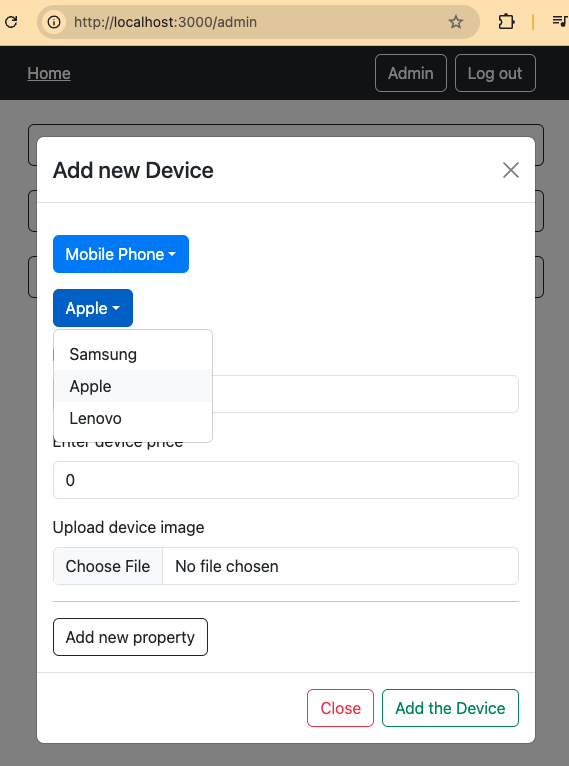 http://localhost:3000/admin
Home Admin Log out
Add new Device
Mobile Phone
Apple
Samsung
Apple
Lenovo
Enter device price
0
Upload device image
Choose File No file chosen
Add new property
Close Add the Device